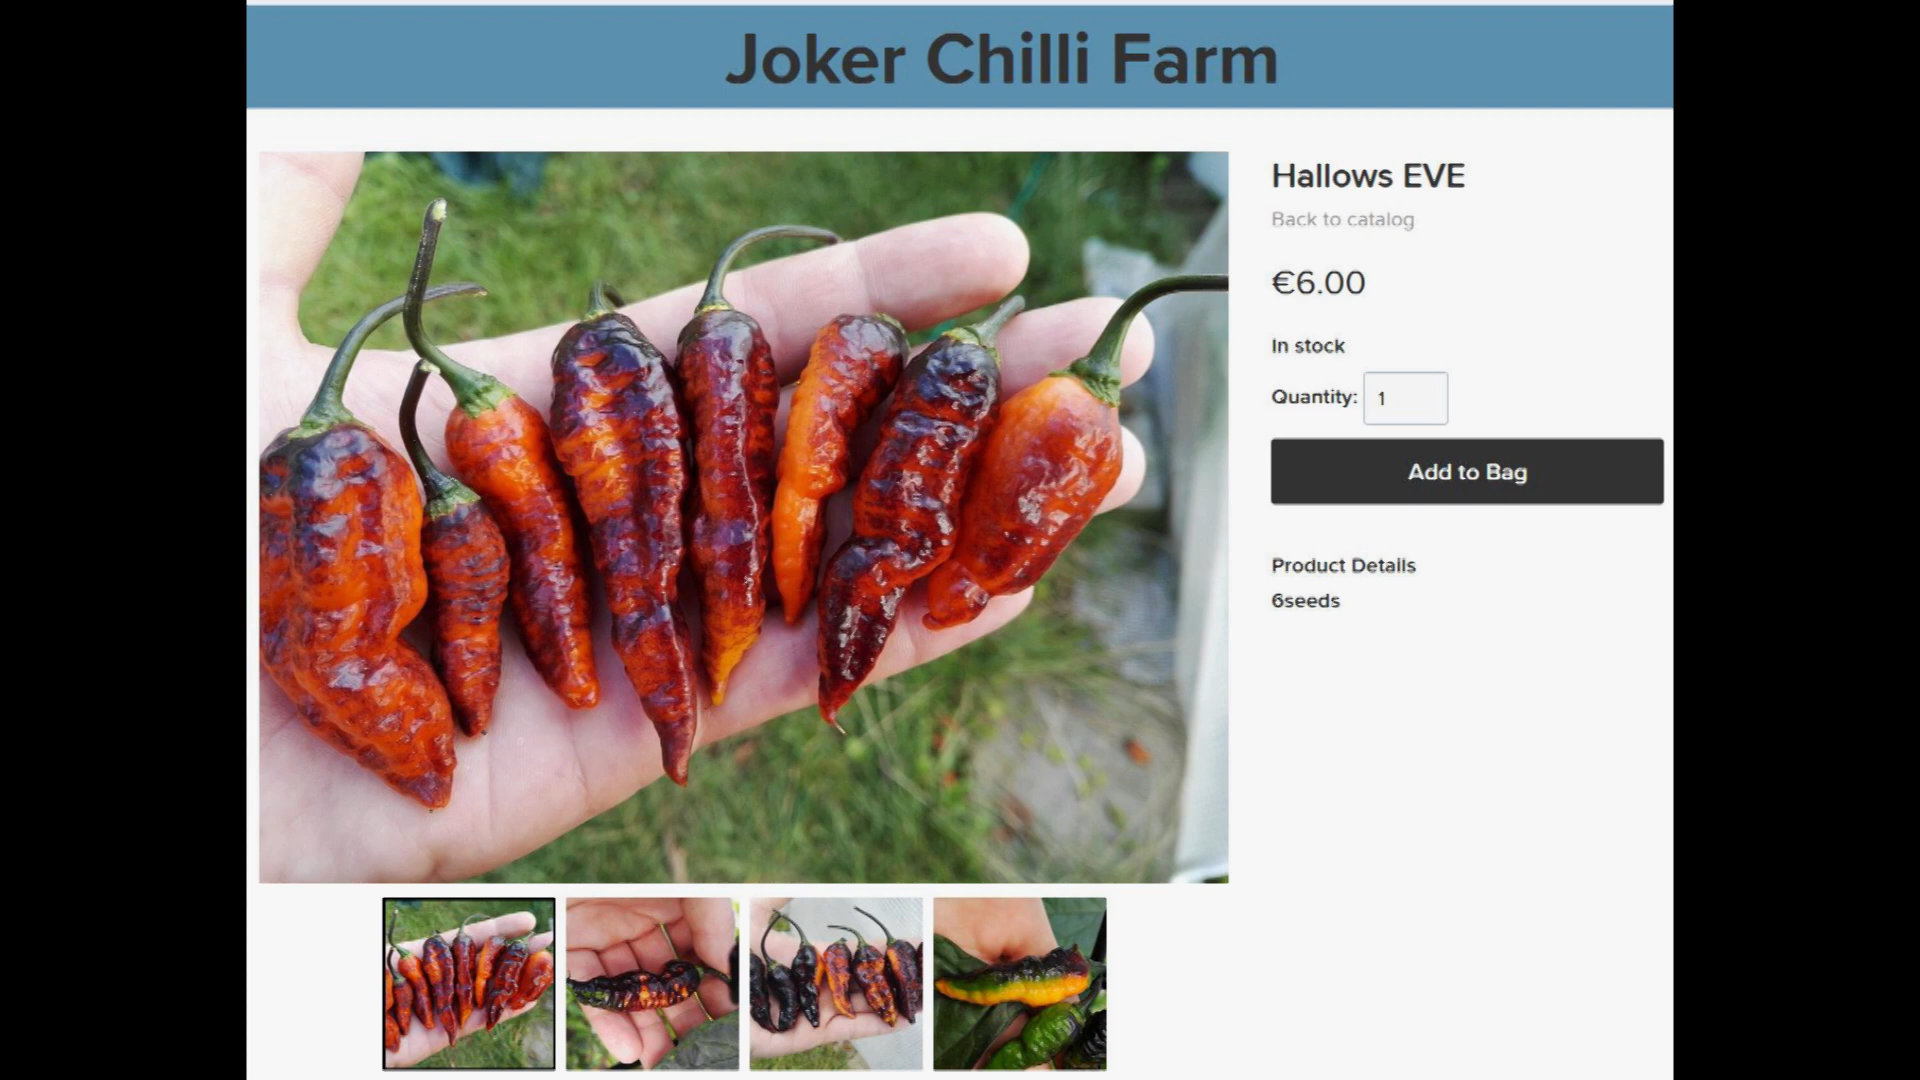 Joker Chilli Farm
Hallows EVE
Back to catalog
€6.00
In stock
Quantity: 1
Add to Bag
Product Details
6seeds